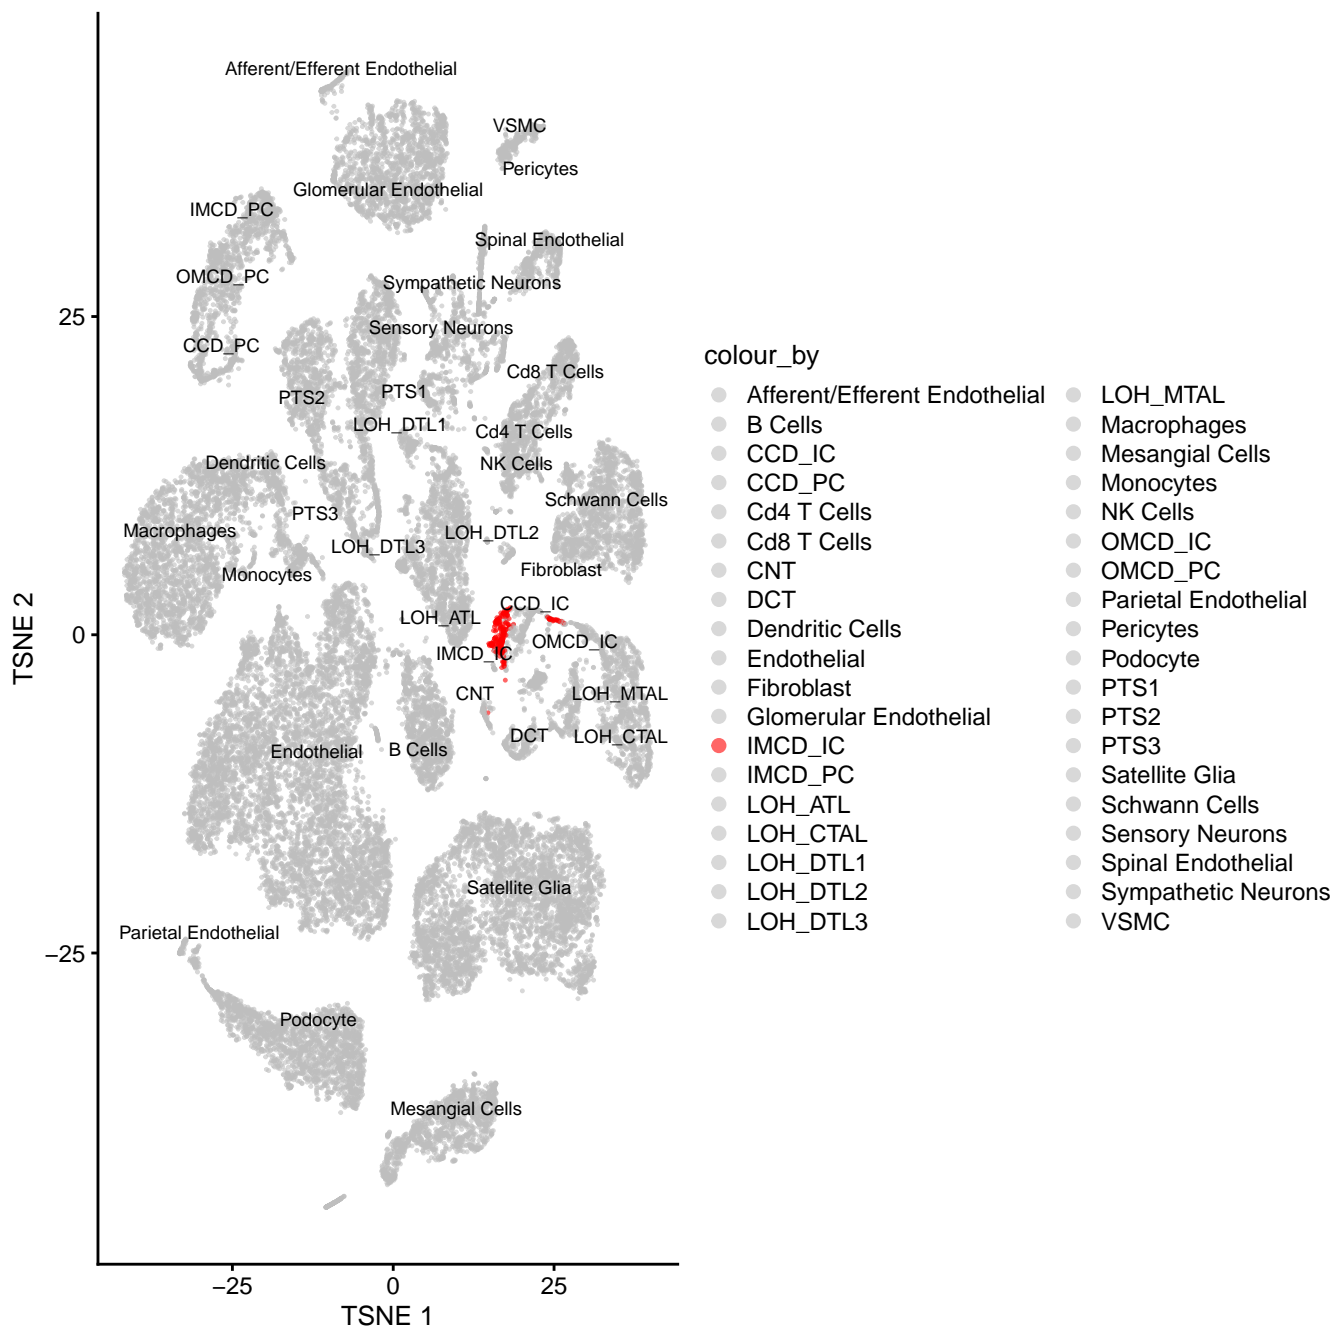 Afferent/Efferent Endothelial
VSMC
Pericytes
Glomerular Endothelial
IMCD_PC
Spinal Endothelial
OMCD_PC
Sympathetic Neurons
25
Sensory Neurons
CCD_PC
colour_by
Cd8 T Cells
PTS2
PTS1
LOH_DTL1
Cd4 T Cells
Dendritic Cells
NK Cells
Schwann Cells
PTS3
Macrophages
LOH_DTL2
LOH_DTL3
Monocytes
Fibroblast
CCD_IC
LOH_ATL
0
OMCD_IC
IMCD_IC
CNT
LOH_MTAL
DCT
LOH_CTAL
B Cells
Endothelial
Satellite Glia
Parietal Endothelial
−25
Podocyte
Mesangial Cells
−25
0
25
TSNE 1
TSNE 2
Afferent/Efferent Endothelial
B Cells
CCD_IC
CCD_PC
Cd4 T Cells
Cd8 T Cells
CNT
DCT
Dendritic Cells
Endothelial
Fibroblast
Glomerular Endothelial
IMCD_IC
IMCD_PC
LOH_ATL
LOH_CTAL
LOH_DTL1
LOH_DTL2
LOH_DTL3
LOH_MTAL
Macrophages
Mesangial Cells
Monocytes
NK Cells
OMCD_IC
OMCD_PC
Parietal Endothelial
Pericytes
Podocyte
PTS1
PTS2
PTS3
Satellite Glia
Schwann Cells
Sensory Neurons
Spinal Endothelial
Sympathetic Neurons
VSMC